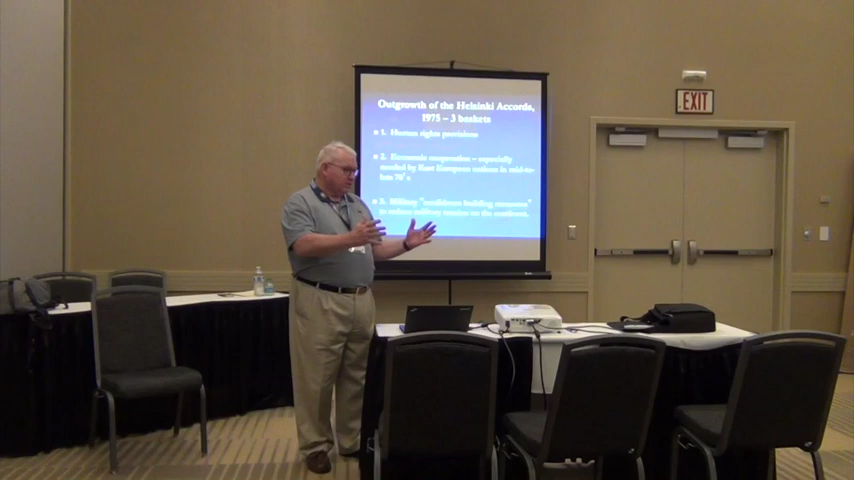 Outgrowth of the Helsinki Accords,
1975 – 3 baskets
1. Human rights provisions
2. Economic cooperation – especially
needed by East European nations in mid-to-
late 70's
3. Military "confidence building measures"
to reduce military tension on the continent.
EXIT